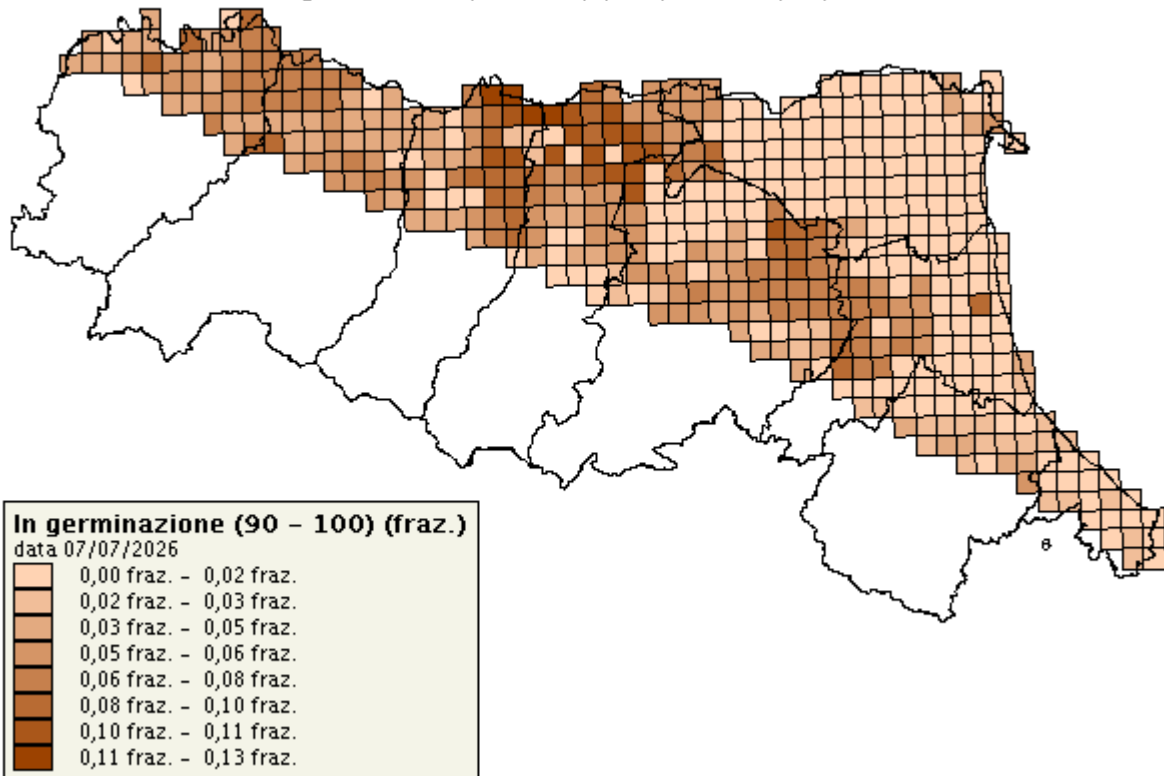 In germinazione (90 – 100) (fraz.)
data 07/07/2026
0,00 fraz. – 0,02 fraz.
0,02 fraz. – 0,03 fraz.
0,03 fraz. – 0,05 fraz.
0,05 fraz. – 0,06 fraz.
0,06 fraz. – 0,08 fraz.
0,08 fraz. – 0,10 fraz.
0,10 fraz. – 0,11 fraz.
0,11 fraz. – 0,13 fraz.